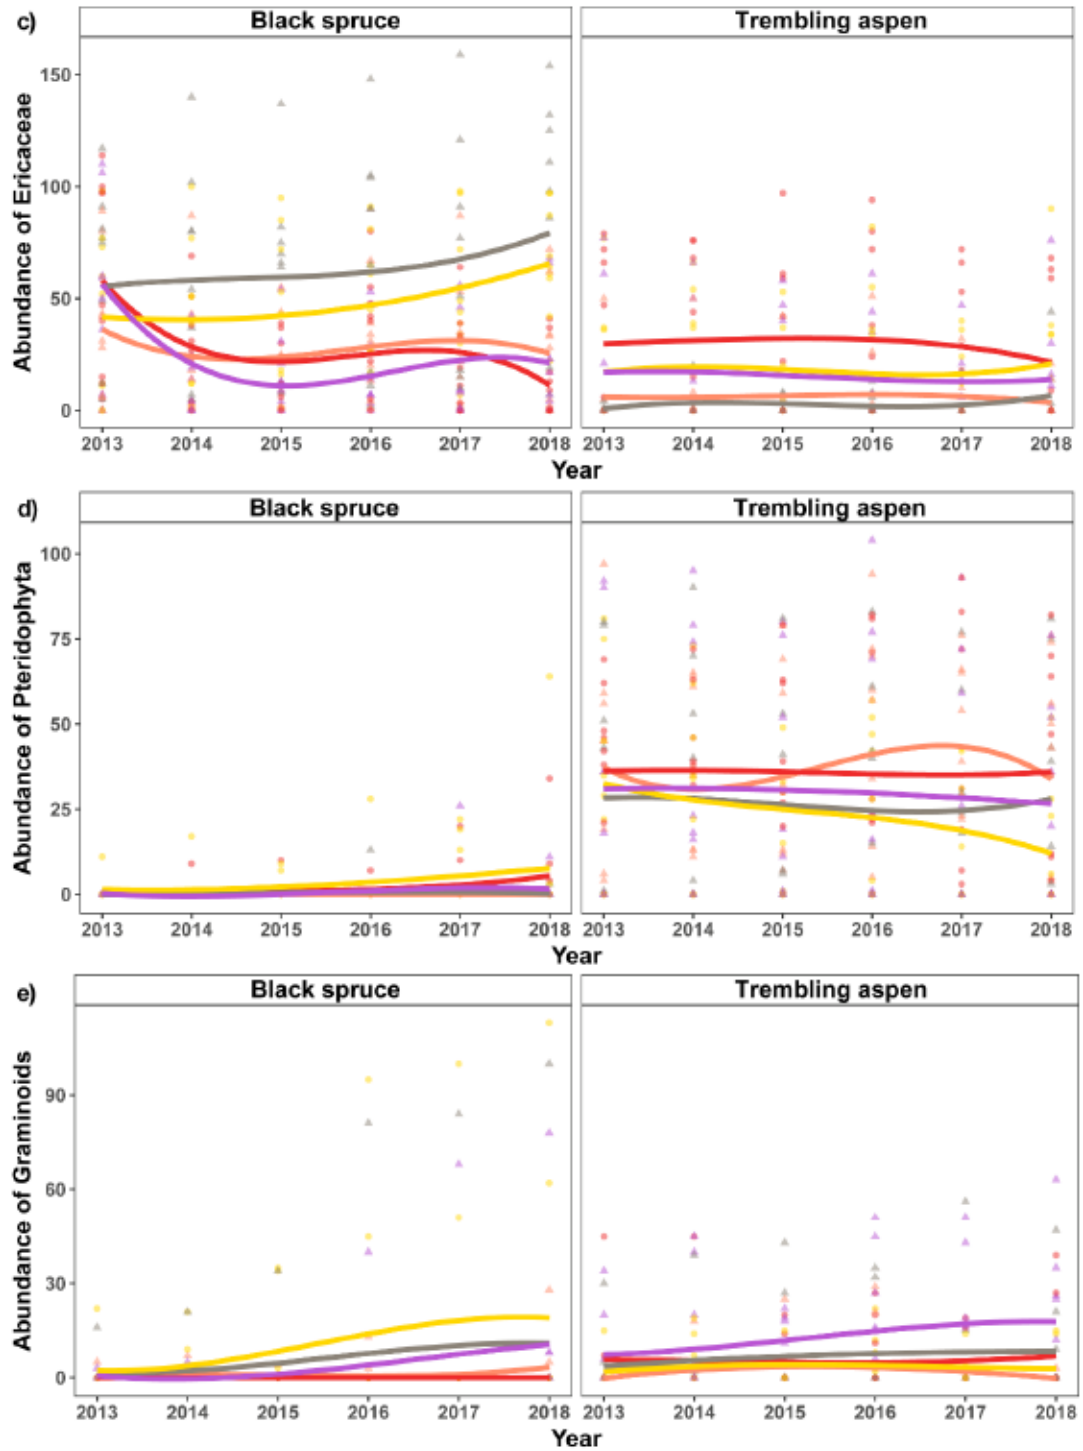 c)
Black spruce
Trembling aspen
Abundance of Ericaceae
150
100
50
0
2013 2014 2015 2016 2017 2018
2013 2014 2015 2016 2017 2018
Year
d)
Black spruce
Trembling aspen
Abundance of Pteridophyta
100
75
50
25
0
2013 2014 2015 2016 2017 2018
2013 2014 2015 2016 2017 2018
Year
e)
Black spruce
Trembling aspen
Abundance of Graminoids
90
60
30
0
2013 2014 2015 2016 2017 2018
2013 2014 2015 2016 2017 2018
Year